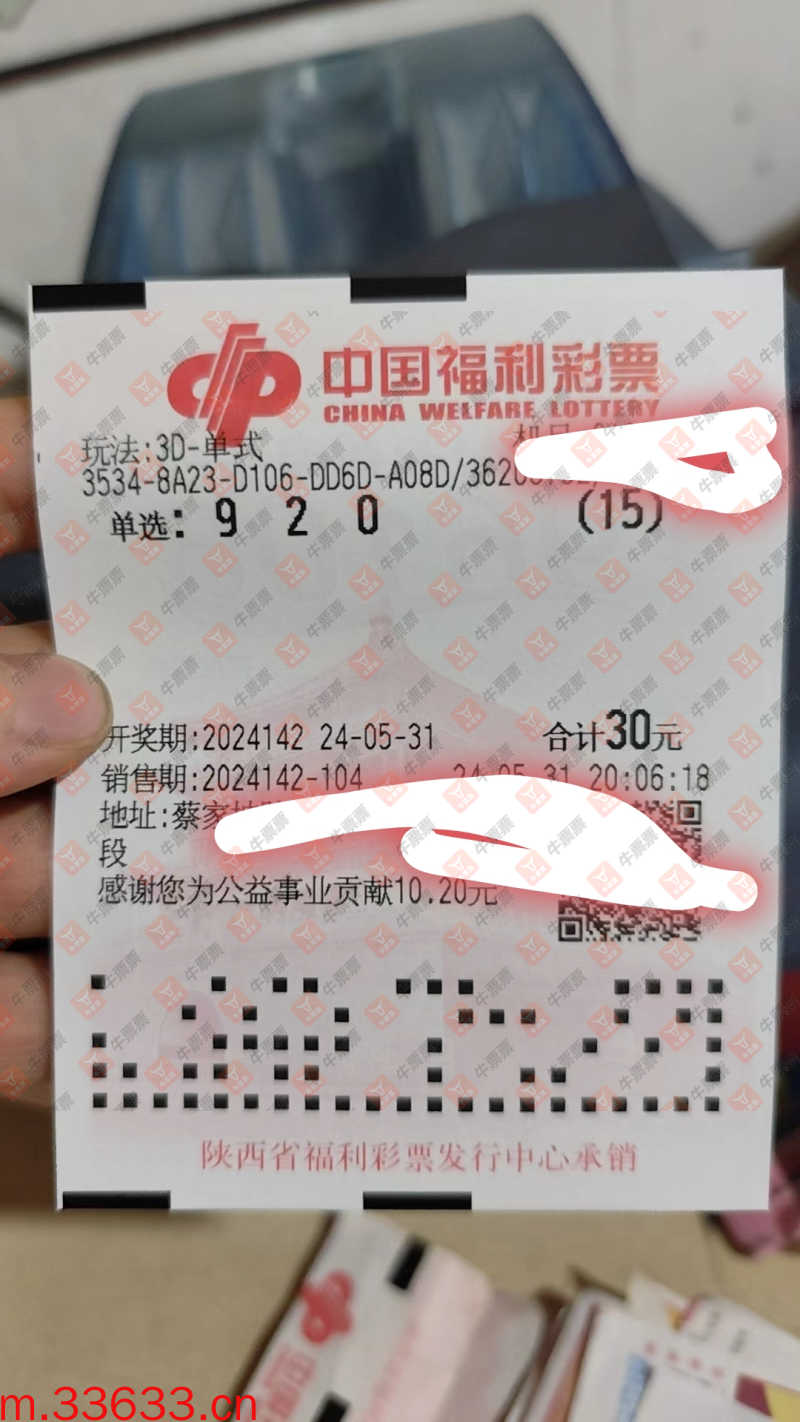 中国福利彩票
CHINA WELFARE LOTTERY
玩法:3D-单式
3534-8A23-D106-DD6D-A08D/3620
单选: 9 2 0 (15)
开奖期:2024142 24-05-31 合计30元
销售期:2024142-104 24-05-31 20:06:18
地址:蔡家
段
感谢您为公益事业贡献10.20元
陕西省福利彩票发行中心承销
牛票票
m.33633.cn